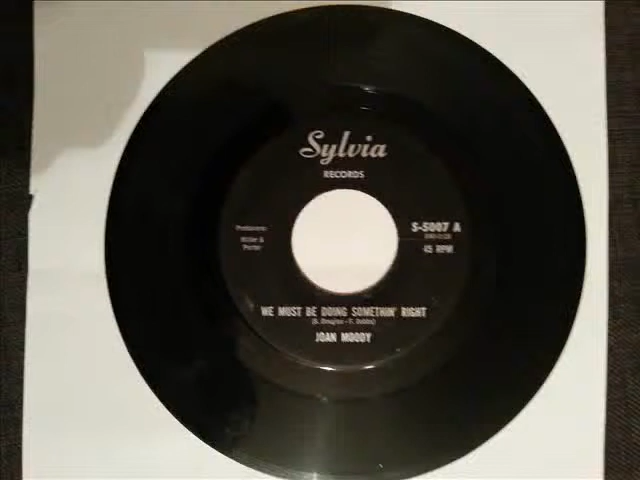 Sylvia
RECORDS
S-5007 A
45 RPM
Producers:
Miller &
Porter
WE MUST BE DOING SOMETHIN' RIGHT
JOAN MOODY